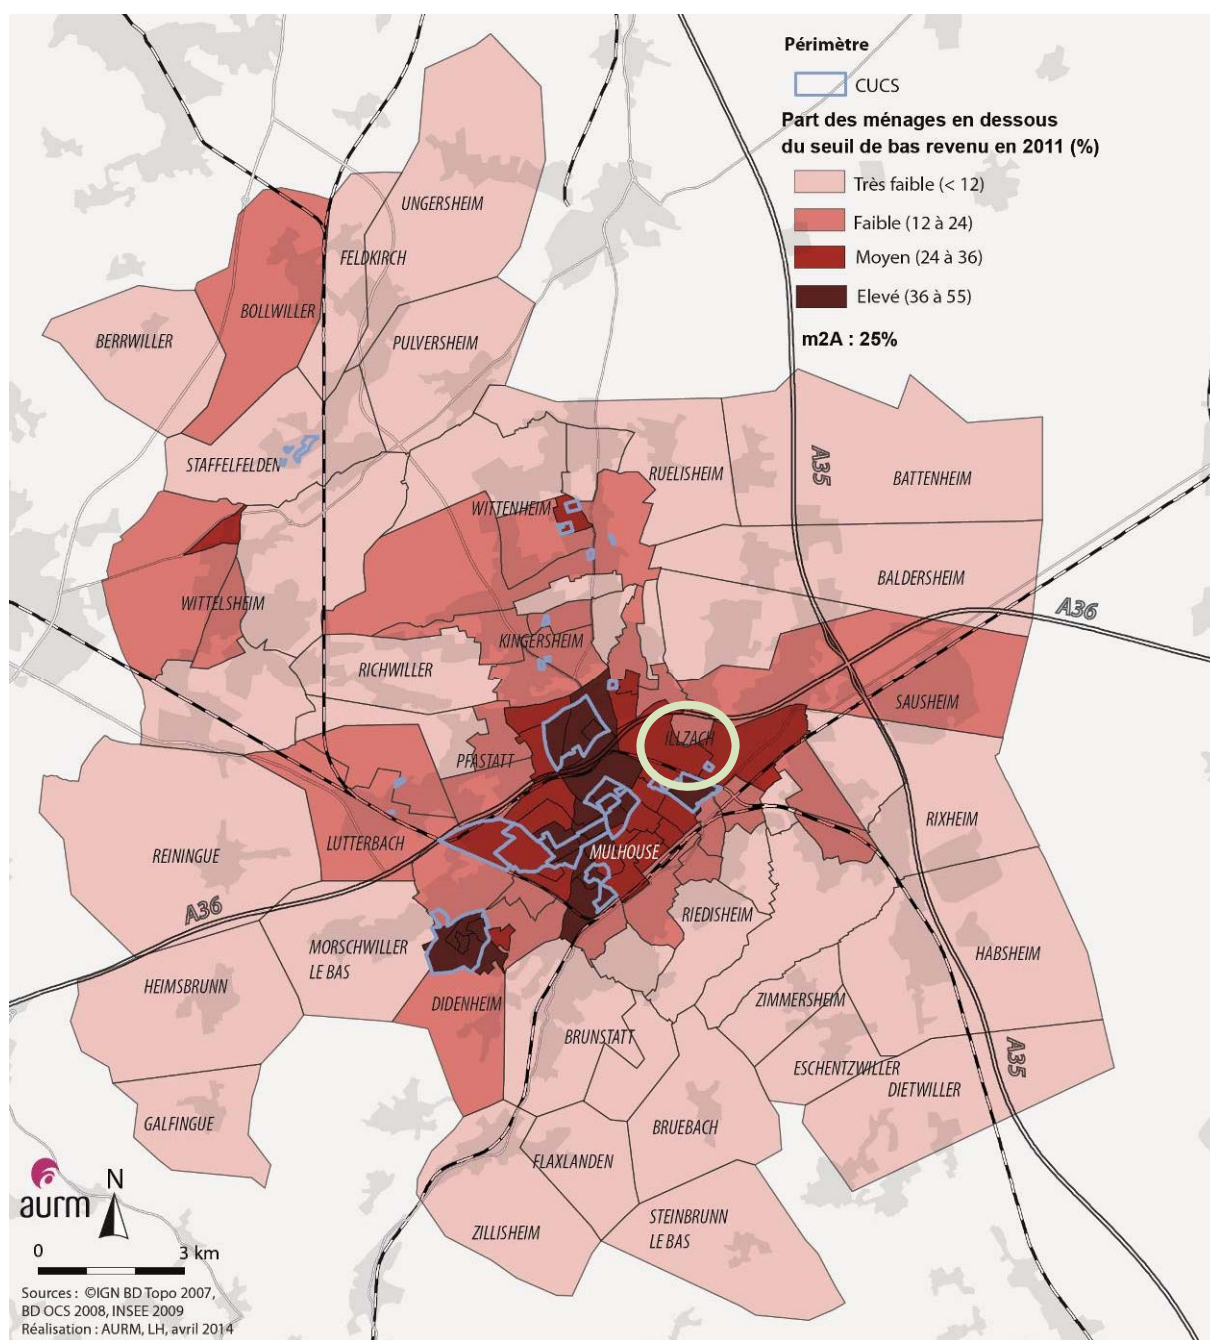 Périmètre
CUCS
Part des ménages en dessous
du seuil de bas revenu en 2011 (%)
Très faible (< 12)
Faible (12 à 24)
Moyen (24 à 36)
Elevé (36 à 55)
m2A : 25%
UNGERSHEIM
FELDKIRCH
BOLLWILLER
BERRWILLER
PULVERSHEIM
STAFFELFELDEN
RUELISHEIM
A35
BATTENHEIM
WITTENHEIM
BALDERSHEIM
WITTELSHEIM
A36
KINGERSHEIM
RICHWILLER
SAUSHEIM
ILLZACH
PFASTATT
RIXHEIM
LUTTERBACH
REININGUE
MULHOUSE
A36
RIEDISHEIM
MORSCHWILLER
LE BAS
HABSHEIM
HEIMSBRUNN
DIDENHEIM
ZIMMERSHEIM
BRUNSTATT
A35
ESCHENTZWILLER
DIETWILLER
GALFINGUE
BRUEBACH
FLAXLANDEN
STEINBRUNN
LE BAS
ZILLISHEIM
aurm
N
0 3 km
Sources : ©IGN BD Topo 2007,
BD OCS 2008, INSEE 2009
Réalisation : AURM, LH, avril 2014